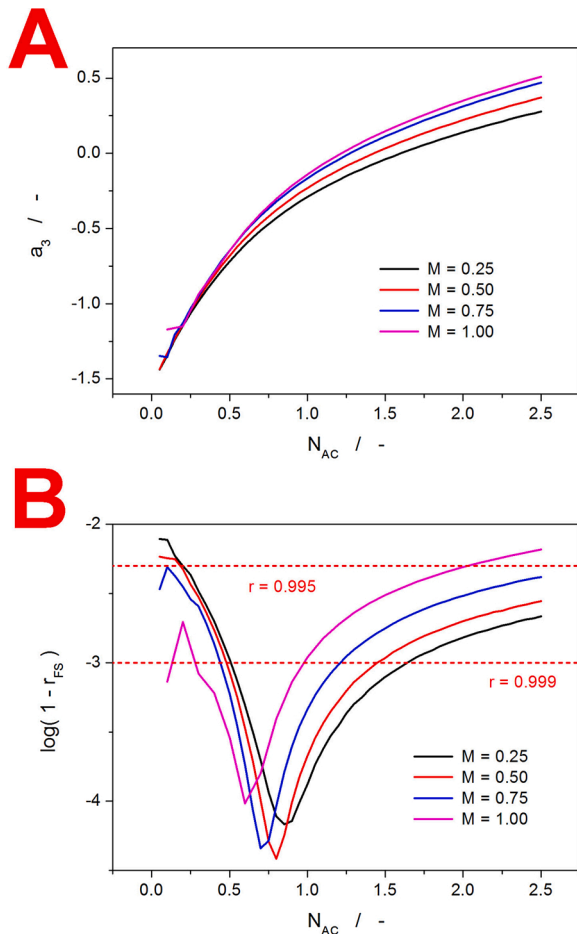 A
0.5
0.0
-0.5
-1.0
-1.5
a3 / -
M = 0.25
M = 0.50
M = 0.75
M = 1.00
0.0 0.5 1.0 1.5 2.0 2.5
NAC / -
B
-2
-3
-4
log( 1 - rFS )
r = 0.995
r = 0.999
M = 0.25
M = 0.50
M = 0.75
M = 1.00
0.0 0.5 1.0 1.5 2.0 2.5
NAC / -